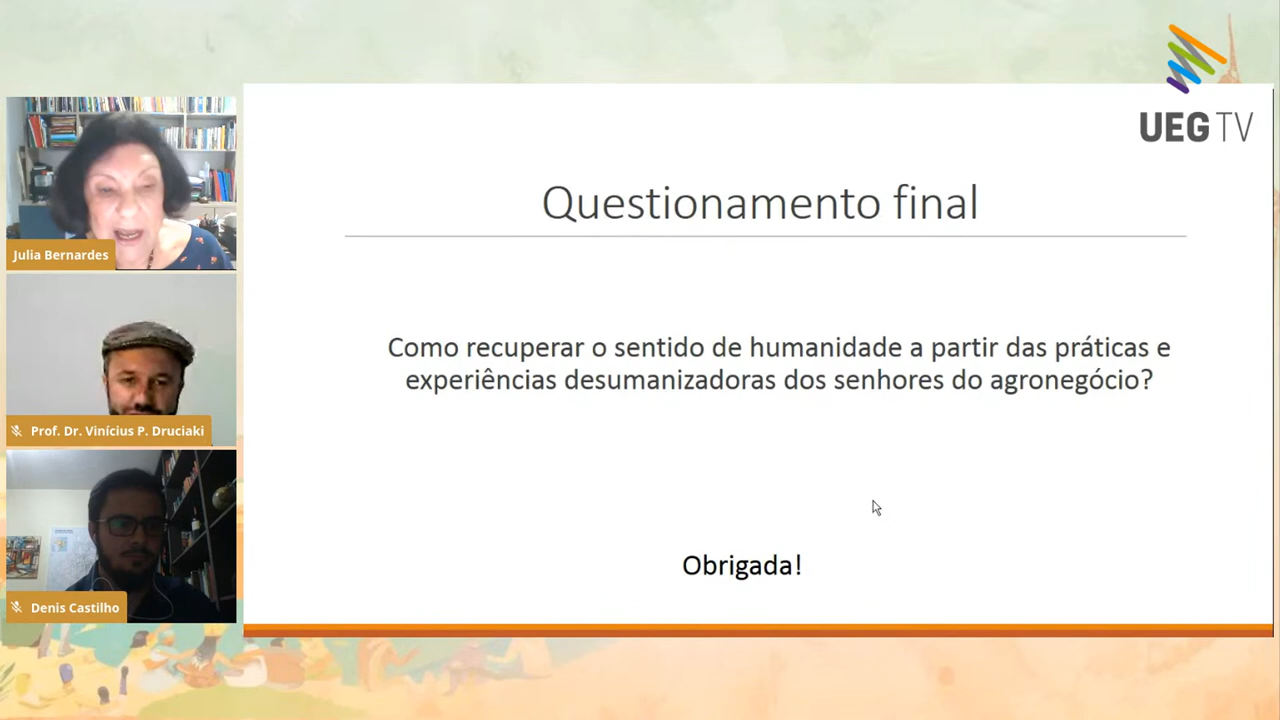 UEG TV
Julia Bernardes
Prof. Dr. Vinícius P. Druciaki
Denis Castilho
Questionamento final
Como recuperar o sentido de humanidade a partir das práticas e
experiências desumanizadoras dos senhores do agronegócio?
Obrigada!